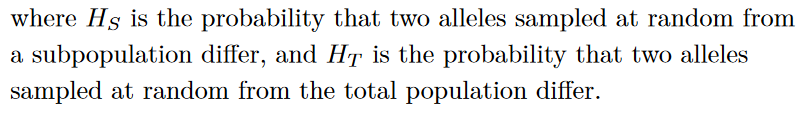 where H_S is the probability that two alleles sampled at random from
a subpopulation differ, and H_T is the probability that two alleles
sampled at random from the total population differ.